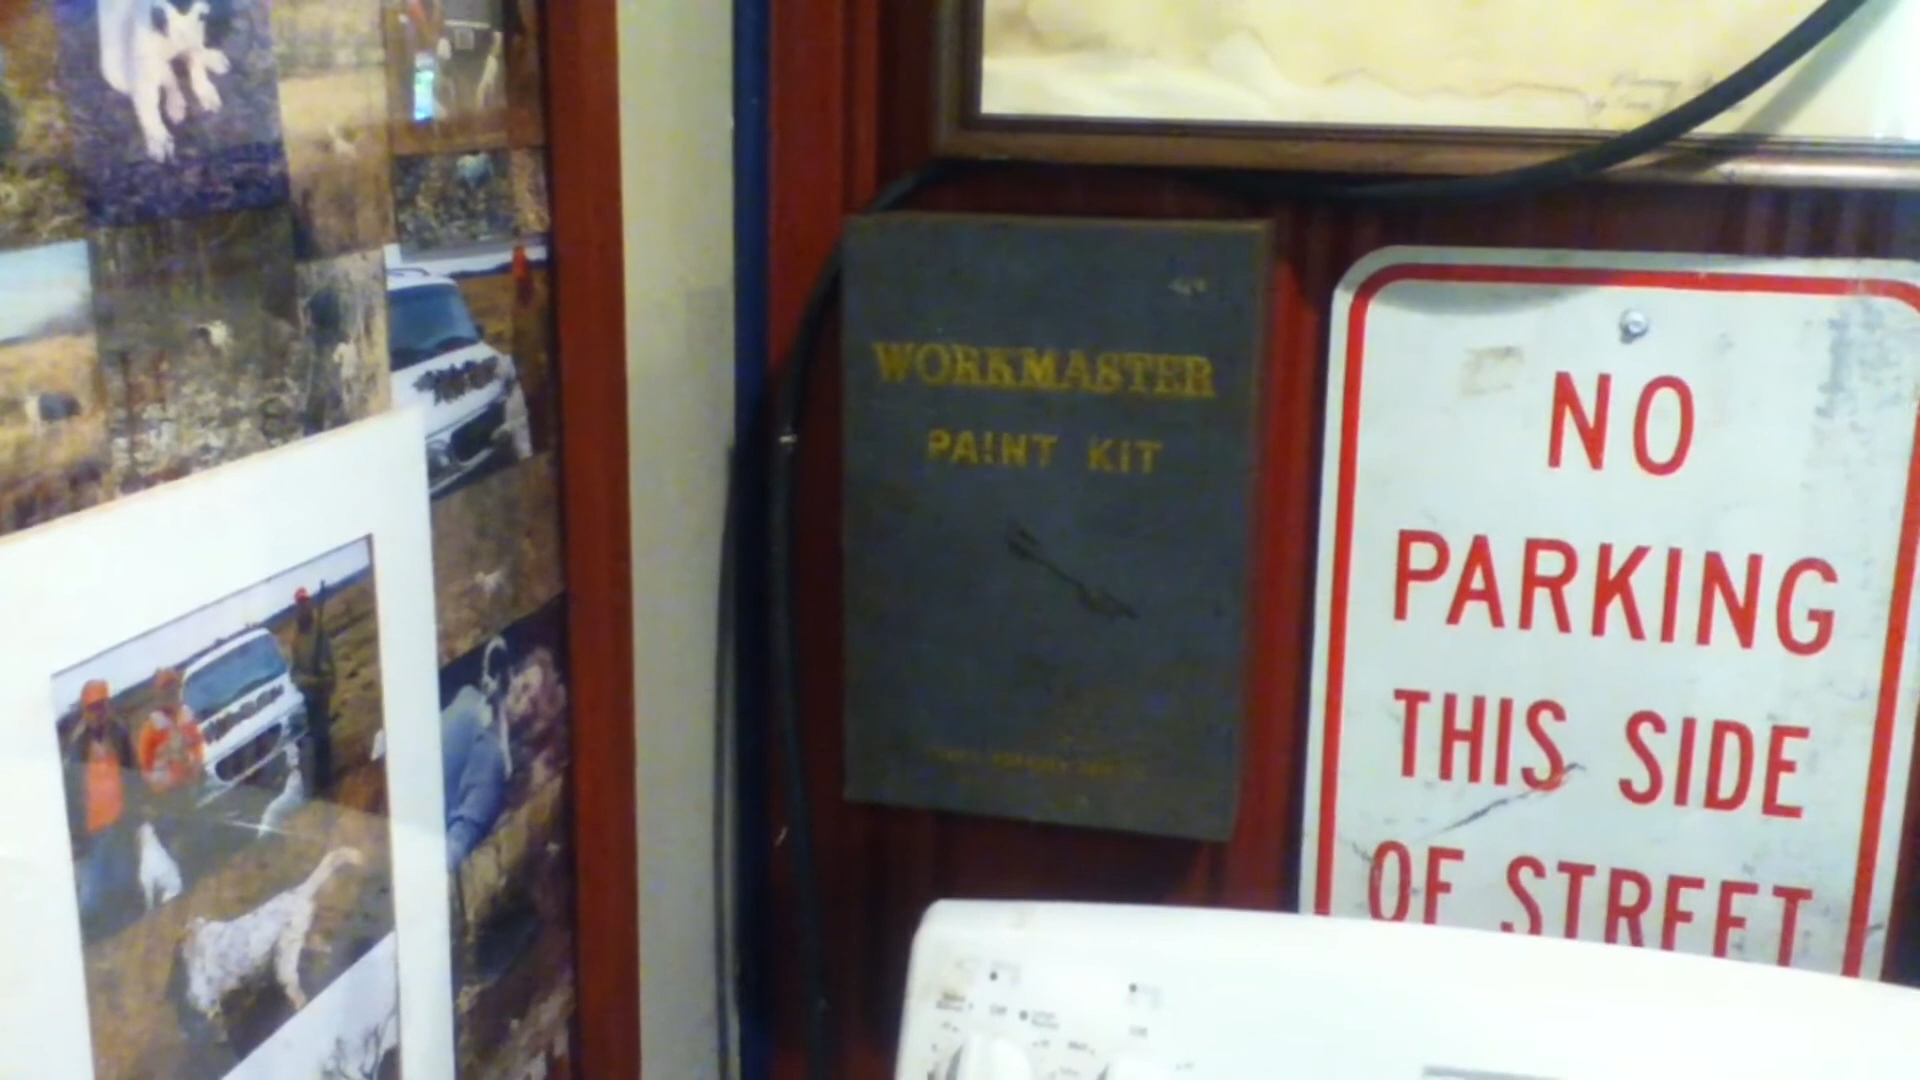 WORKMASTER
PAINT KIT
NO
PARKING
THIS SIDE
OF STREET